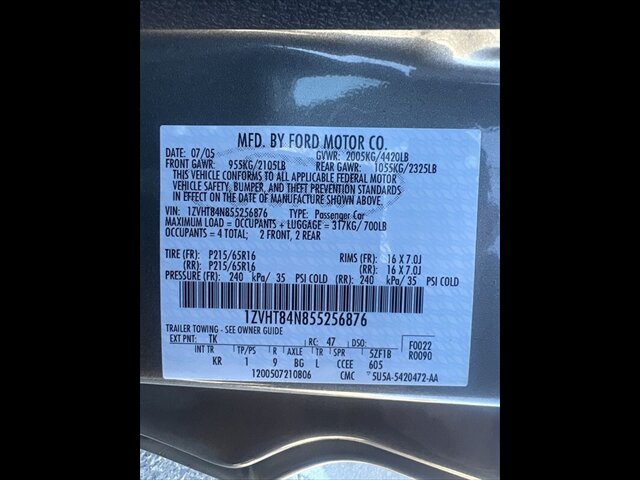 MFD. BY FORD MOTOR CO.
DATE: 07/05 GVWR: 2005KG/4420LB
FRONT GAWR: 955KG/2105LB REAR GAWR: 1055KG/2325LB
THIS VEHICLE CONFORMS TO ALL APPLICABLE FEDERAL MOTOR
VEHICLE SAFETY, BUMPER, AND THEFT PREVENTION STANDARDS
IN EFFECT ON THE DATE OF MANUFACTURE SHOWN ABOVE.
VIN: 1ZVHT84N855256876 TYPE: Passenger Car
MAXIMUM LOAD = OCCUPANTS + LUGGAGE = 317KG/700LB
OCCUPANTS = 4 TOTAL; 2 FRONT, 2 REAR
TIRE (FR): P215/65R16 RIMS (FR): 16 X 7.0J
(RR): P215/65R16 (RR): 16 X 7.0J
PRESSURE (FR): 240 kPa/ 35 PSI COLD (RR): 240 kPa/ 35 PSI COLD
1ZVHT84N855256876
TRAILER TOWING - SEE OWNER GUIDE
EXT PNT: TK RC: 47 DSO: F0022
INT TR TP/PS R AXLE TR SPR 5ZF1B R0090
KR 1 9 BG L CCEE 605
1200507210806 CMC 5U5A-5420472-AA